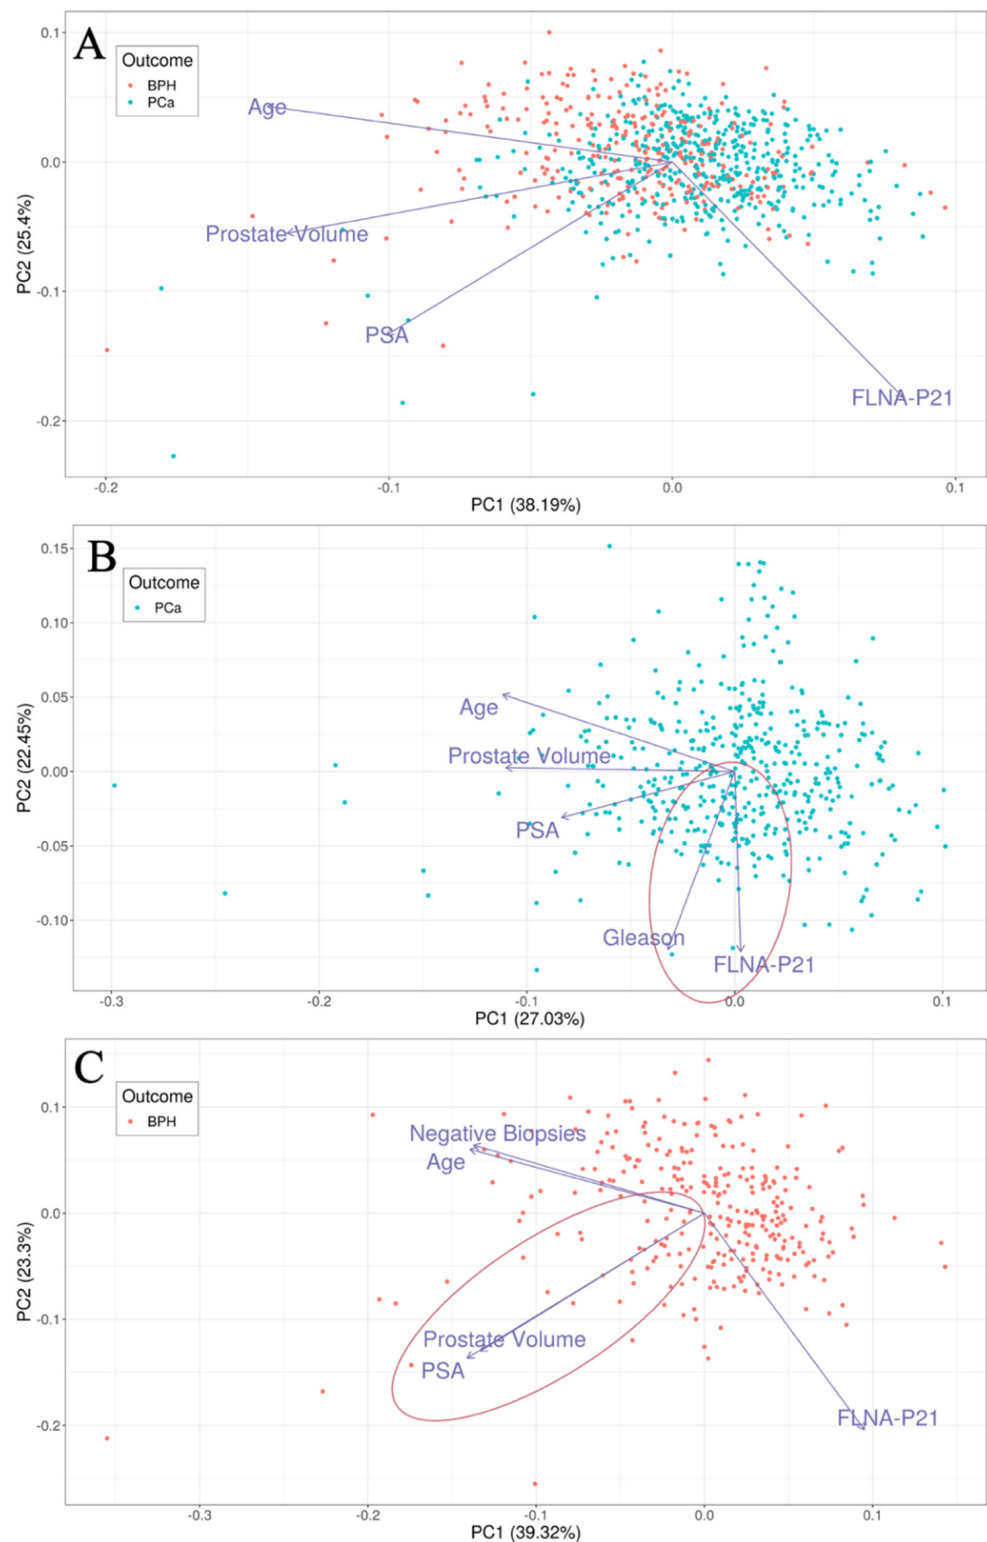 A
Outcome
BPH
PCa
0.1
0.0
-0.1
-0.2
PC2 (25.4%)
Age
Prostate Volume
PSA
FLNA-P21
-0.2
-0.1
0.0
0.1
PC1 (38.19%)
B
Outcome
PCa
0.15
0.10
0.05
0.00
-0.05
-0.10
PC2 (22.45%)
Age
Prostate Volume
PSA
Gleason
FLNA-P21
-0.3
-0.2
-0.1
0.0
0.1
PC1 (27.03%)
C
Outcome
BPH
0.1
0.0
-0.1
-0.2
PC2 (23.3%)
Negative Biopsies
Age
Prostate Volume
PSA
FLNA-P21
-0.3
-0.2
-0.1
0.0
0.1
PC1 (39.32%)